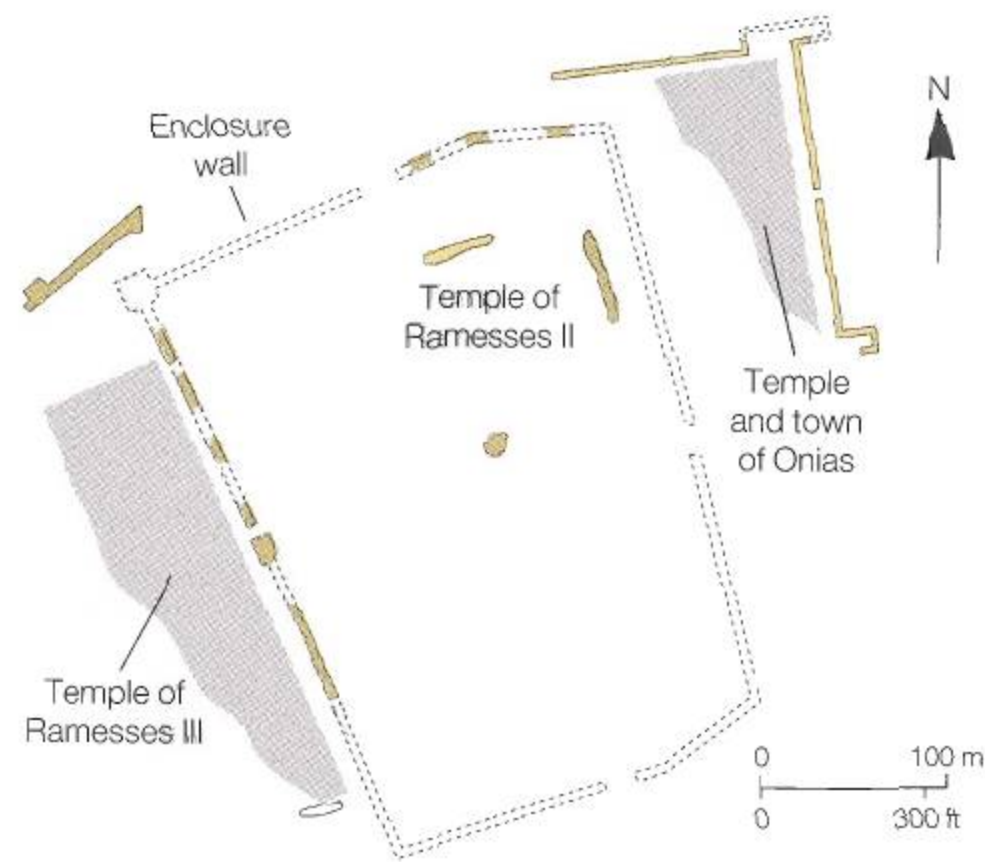 N
Enclosure
wall
Temple of
Ramesses II
Temple
and town
of Onias
Temple of
Ramesses III
0 100 m
0 300 ft